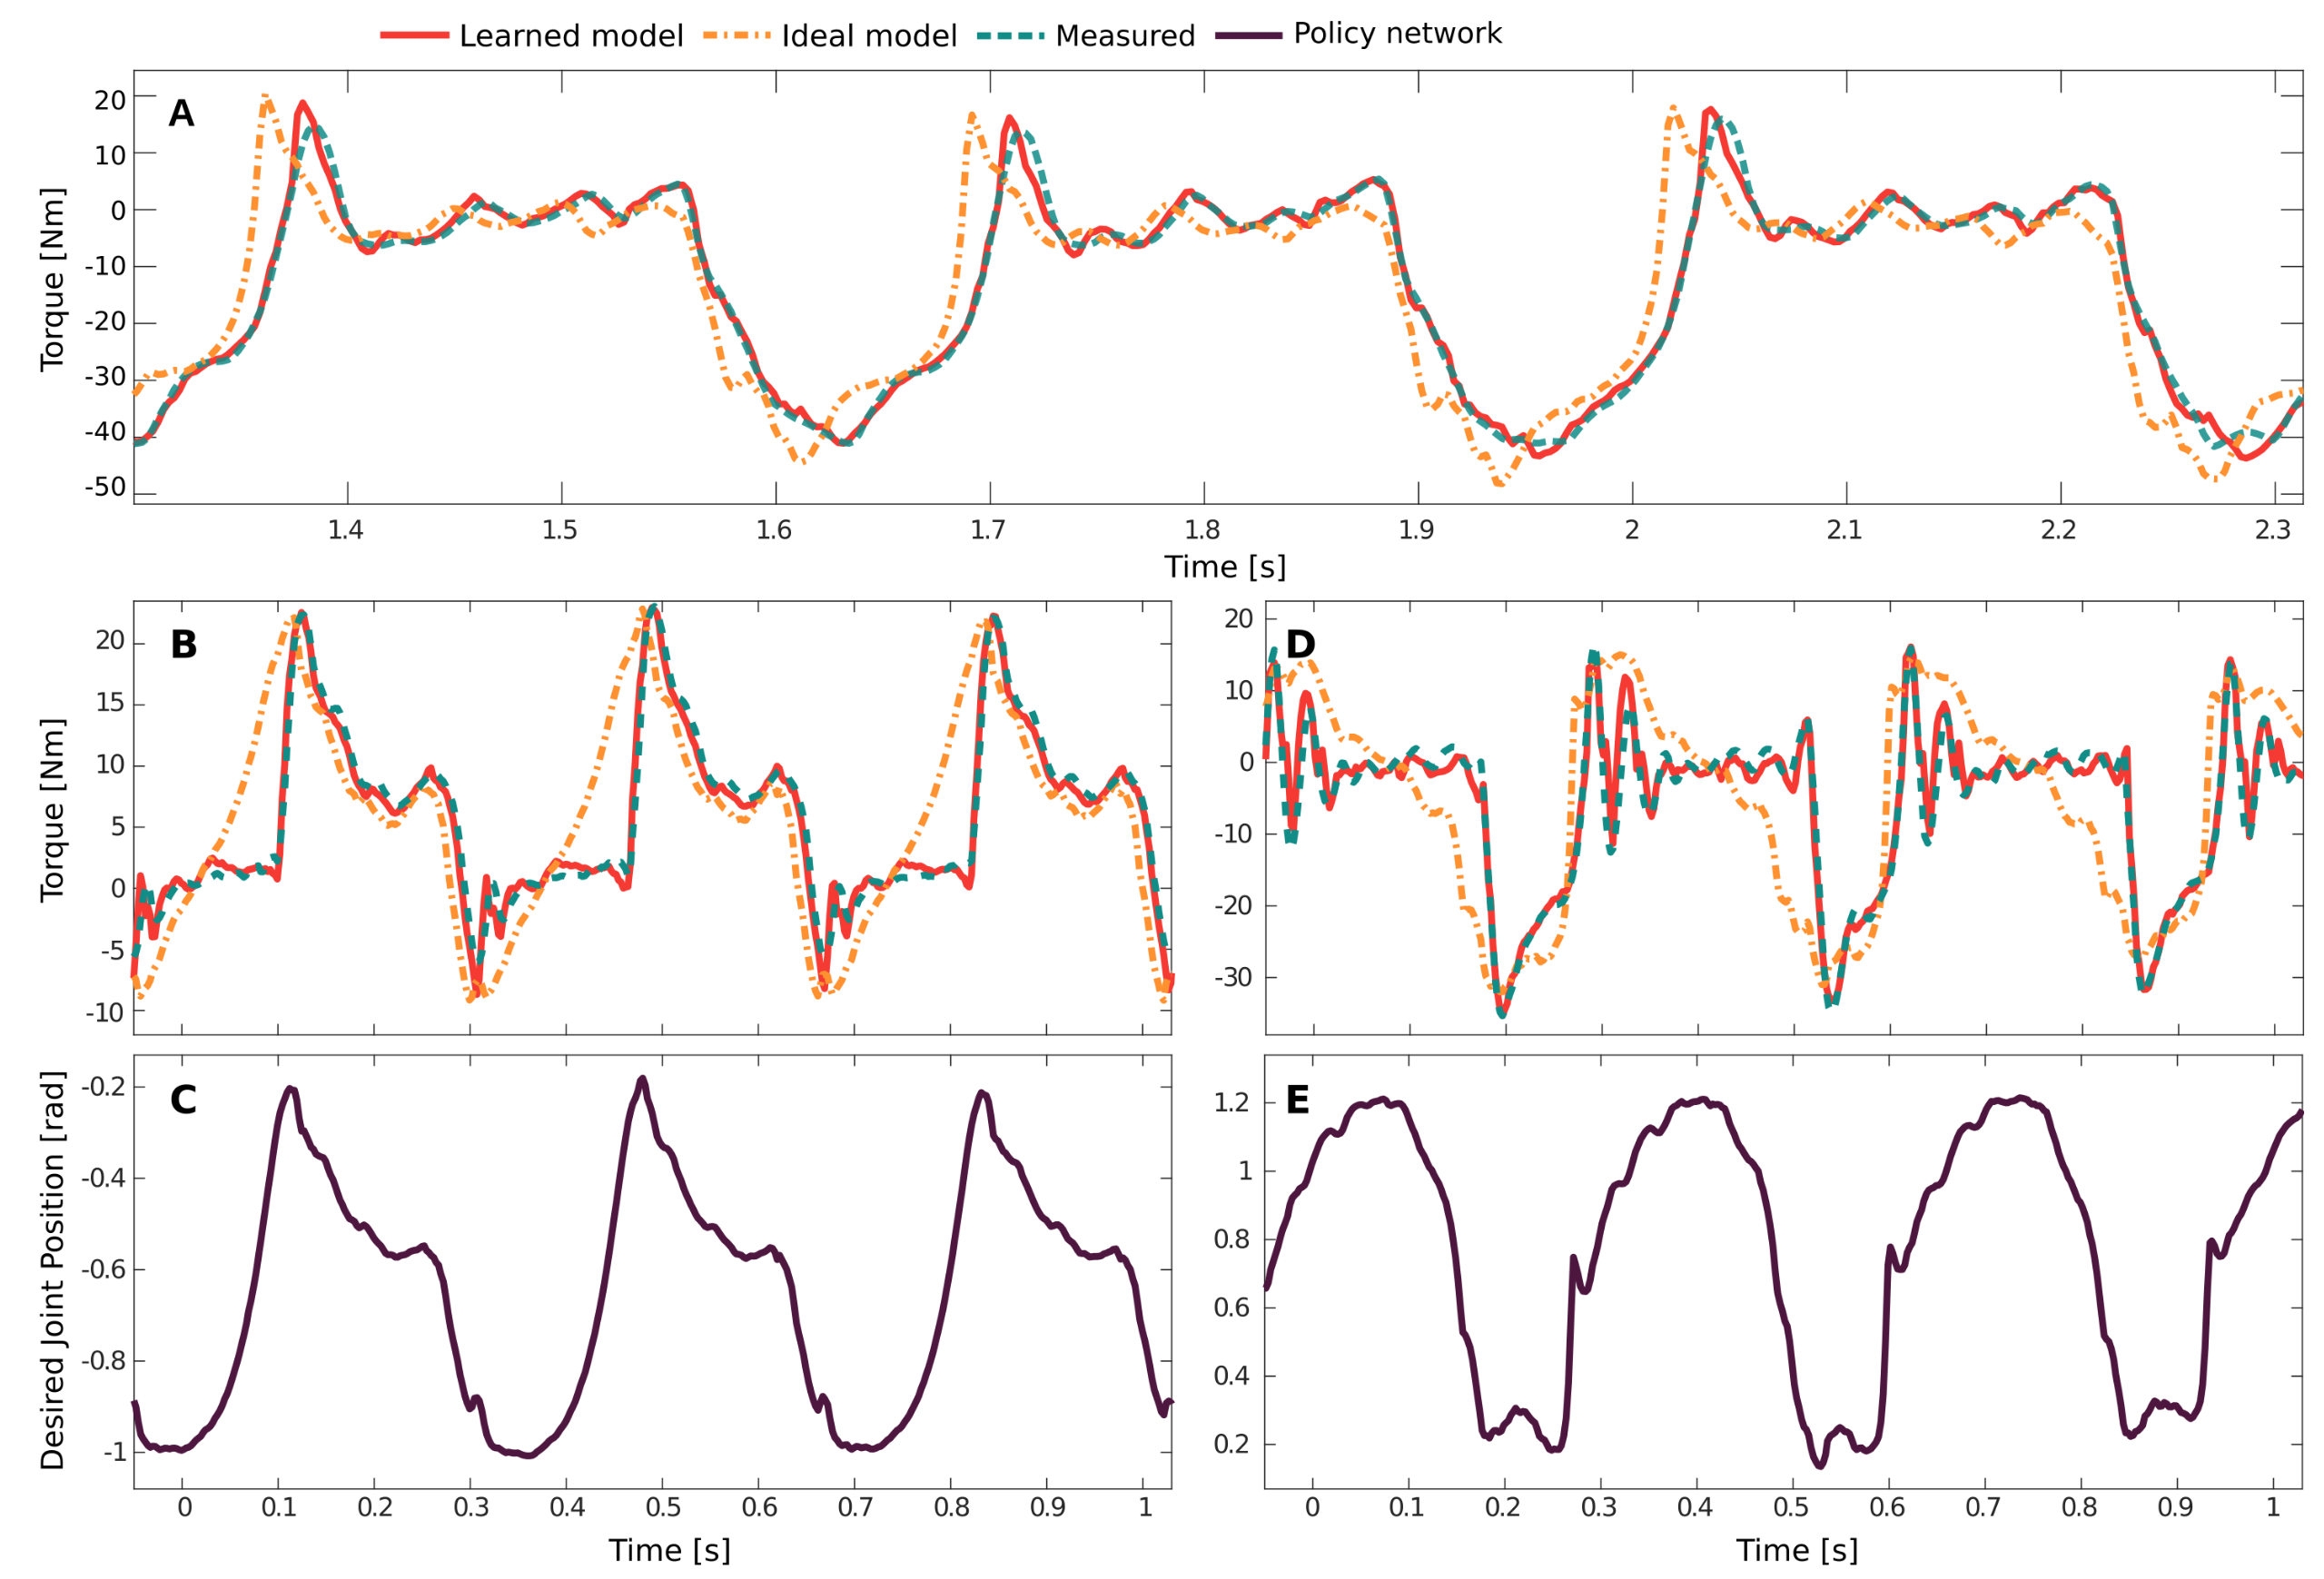 Learned model Ideal model Measured Policy network
A
Torque [Nm]
20
10
0
-10
-20
-30
-40
-50
1.4 1.5 1.6 1.7 1.8 1.9 2 2.1 2.2 2.3
Time [s]
B
Torque [Nm]
20
15
10
5
0
-5
-10
D
20
10
0
-10
-20
-30
C
Desired Joint Position [rad]
-0.2
-0.4
-0.6
-0.8
-1
0 0.1 0.2 0.3 0.4 0.5 0.6 0.7 0.8 0.9 1
Time [s]
E
1.2
1
0.8
0.6
0.4
0.2
0 0.1 0.2 0.3 0.4 0.5 0.6 0.7 0.8 0.9 1
Time [s]